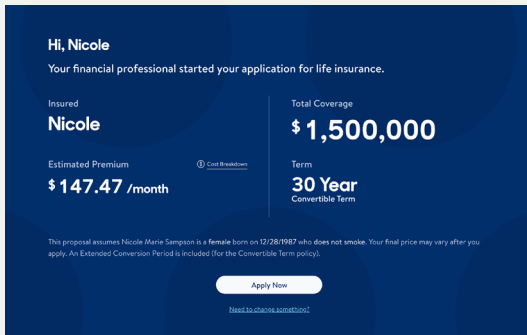 Hi, Nicole
Your financial professional started your application for life insurance.
Insured
Nicole
Total Coverage
$1,500,000
Estimated Premium
Cost Breakdown
$147.47 /month
Term
30 Year
Convertible Term
This proposal assumes Nicole Marie Sampson is a female born on 12/28/1987 who does not smoke. Your final price may vary after you
apply. An Extended Conversion Period is included (for the Convertible Term policy).
Apply Now
Need to change something?